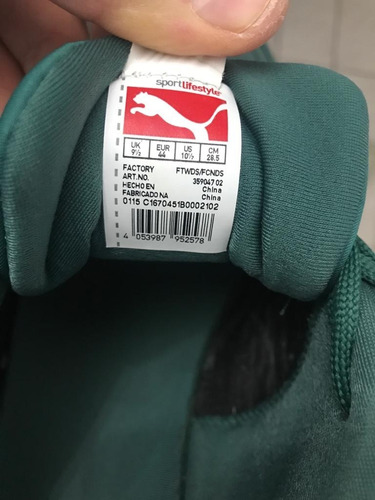 sportlifestyle
UK EUR US CM
9½ 44 10½ 28.5
FACTORY FTWDS/FCNDS
ART.NO. 359047 02
HECHO EN China
FABRICADO NA China
0115 C1670451B0002102
4 053987 952578